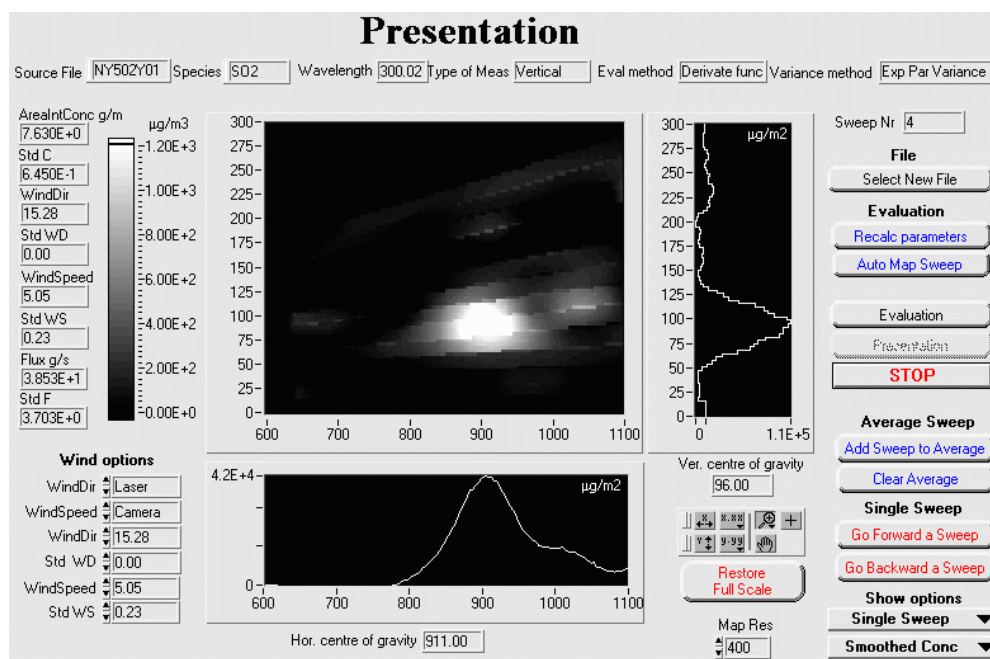 Presentation
Source File NY502Y01 Species SO2 Wavelength 300.02 Type of Meas Vertical Eval method Derivate func Variance method Exp Par Variance
AreaIntConc g/m
7.630E+0
Std C
6.450E-1
WindDir
15.28
Std WD
0.00
WindSpeed
5.05
Std WS
0.23
Flux g/s
3.853E+1
Std F
3.703E+0
µg/m3
-1.20E+3
-1.00E+3
-8.00E+2
-6.00E+2
-4.00E+2
-2.00E+2
-0.00E+0
300-
275-
250-
225-
200-
175-
150-
125-
100-
75-
50-
25-
0-
600 700 800 900 1000 1100
µg/m2
300-
275-
250-
225-
200-
175-
150-
125-
100-
75-
50-
25-
0-
0 1.1E+5
Sweep Nr 4
File
Select New File
Evaluation
Recalc parameters
Auto Map Sweep
Evaluation
Presentation
STOP
Average Sweep
Add Sweep to Average
Clear Average
Single Sweep
Go Forward a Sweep
Go Backward a Sweep
Show options
Single Sweep
Smoothed Conc
Wind options
WindDir Laser
WindSpeed Camera
WindDir 15.28
Std WD 0.00
WindSpeed 5.05
Std WS 0.23
4.2E+4-
µg/m2
0-
600 700 800 900 1000 1100
Hor. centre of gravity 911.00
Ver. centre of gravity
96.00
X X.XX
Y Y.YY
Restore
Full Scale
Map Res
400